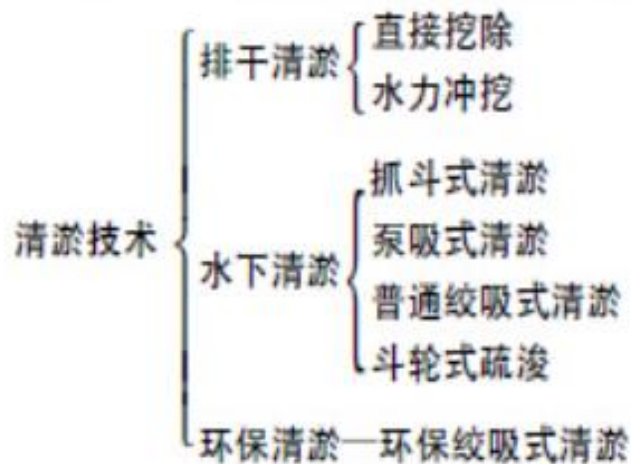 直接挖除
排干清淤
水力冲挖
抓斗式清淤
泵吸式清淤
清淤技术
水下清淤
普通绞吸式清淤
斗轮式疏浚
环保清淤—环保绞吸式清淤